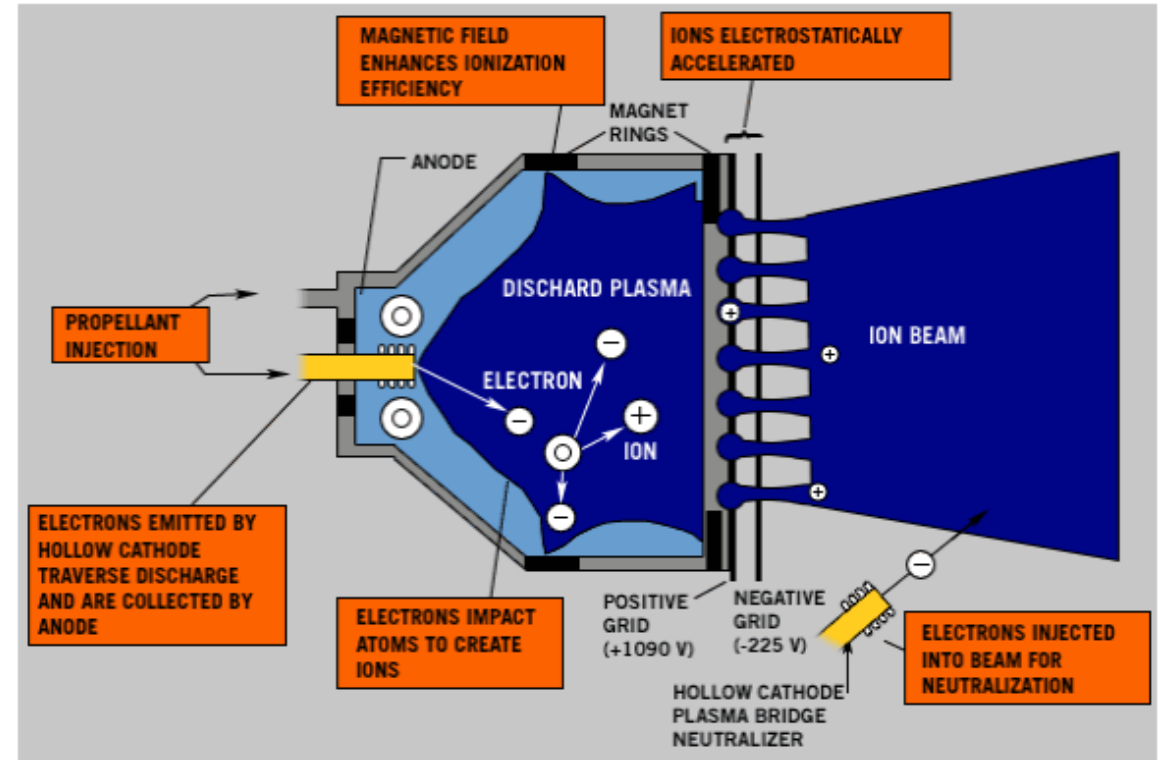 MAGNETIC FIELD
ENHANCES IONIZATION
EFFICIENCY
IONS ELECTROSTATICALLY
ACCELERATED
MAGNET
RINGS
ANODE
DISCHARD PLASMA
PROPELLANT
INJECTION
ION BEAM
ELECTRON
ION
ELECTRONS EMITTED BY
HOLLOW CATHODE
TRAVERSE DISCHARGE
AND ARE COLLECTED BY
ANODE
ELECTRONS IMPACT
ATOMS TO CREATE
IONS
POSITIVE
GRID
(+1090 V)
NEGATIVE
GRID
(-225 V)
ELECTRONS INJECTED
INTO BEAM FOR
NEUTRALIZATION
HOLLOW CATHODE
PLASMA BRIDGE
NEUTRALIZER